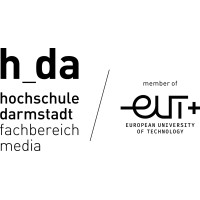 h_da
hochschule
darmstadt
fachbereich
media
member of
eut+
EUROPEAN UNIVERSITY
OF TECHNOLOGY